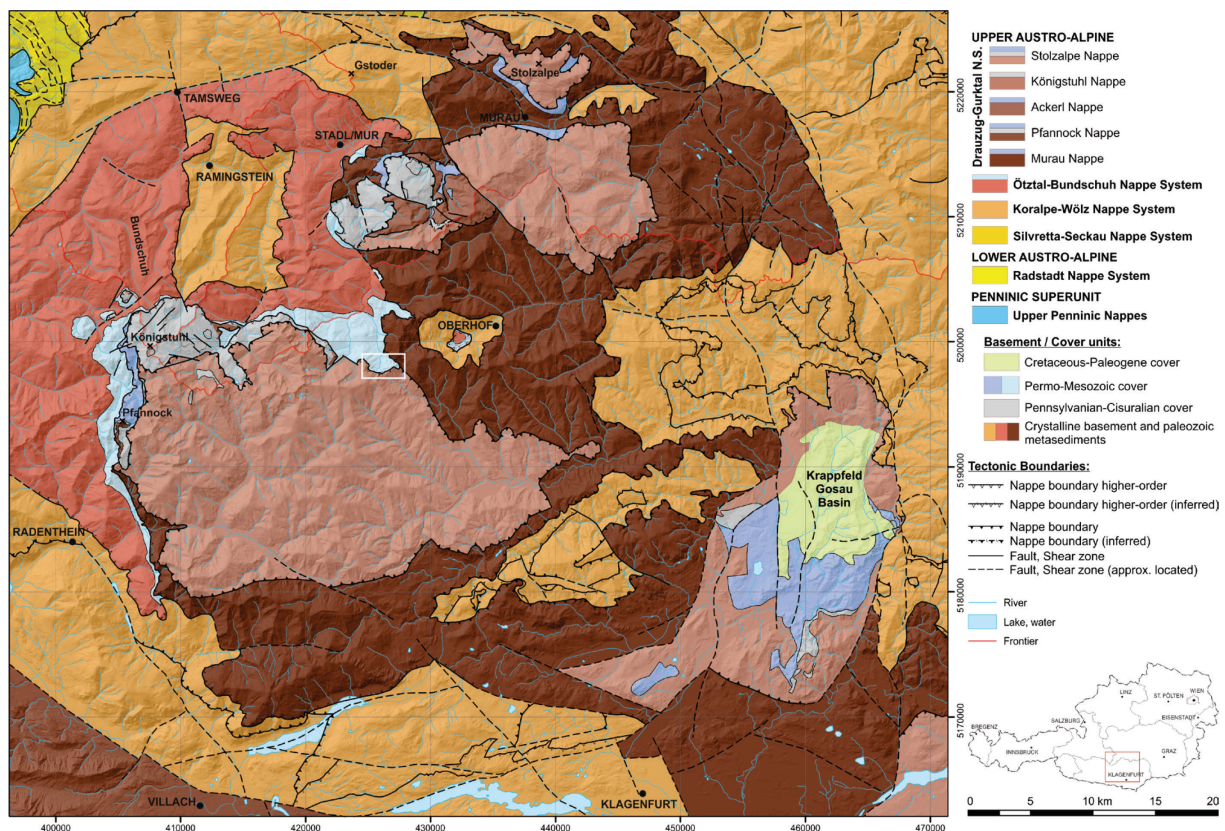 Gstoder
Stolzalpe
TAMSWEG
MURAU
STADL/MUR
RAMINGSTEIN
Bundschuh
Königstuhl
OBERHOF
Pfannock
Krappfeld
Gosau
Basin
RADENTHEIN
VILLACH
KLAGENFURT
5220000
5210000
5200000
5190000
5180000
5170000
400000
410000
420000
430000
440000
450000
460000
470000
UPPER AUSTRO-ALPINE
Drauzug-Gurktal N.S.
Stolzalpe Nappe
Königstuhl Nappe
Ackerl Nappe
Pfannock Nappe
Murau Nappe
Ötztal-Bundschuh Nappe System
Koralpe-Wölz Nappe System
Silvretta-Seckau Nappe System
LOWER AUSTRO-ALPINE
Radstadt Nappe System
PENNINIC SUPERUNIT
Upper Penninic Nappes
Basement / Cover units:
Cretaceous-Paleogene cover
Permo-Mesozoic cover
Pennsylvanian-Cisuralian cover
Crystalline basement and paleozoic
metasediments
Tectonic Boundaries:
Nappe boundary higher-order
Nappe boundary higher-order (inferred)
Nappe boundary
Nappe boundary (inferred)
Fault, Shear zone
Fault, Shear zone (approx. located)
River
Lake, water
Frontier
LINZ
ST. PÖLTEN
WIEN
EISENSTADT
SALZBURG
BREGENZ
INNSBRUCK
GRAZ
KLAGENFURT
0 5 10 km 15 20